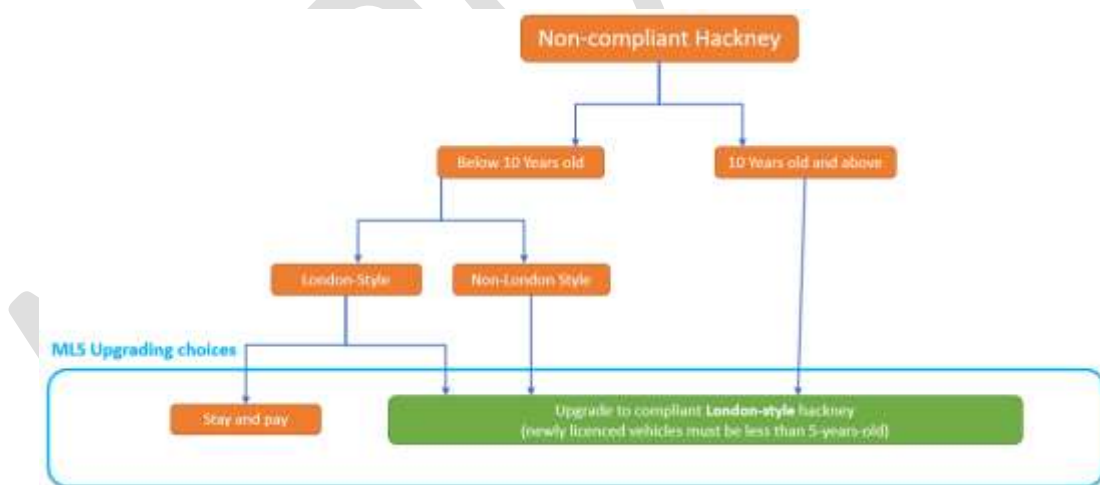 Non-compliant Hackney
Below 10 Years old
10 Years old and above
London-Style
Non-London Style
ML5 Upgrading choices
Stay and pay
Upgrade to compliant London-style hackney
(newly licenced vehicles must be less than 5-years-old)